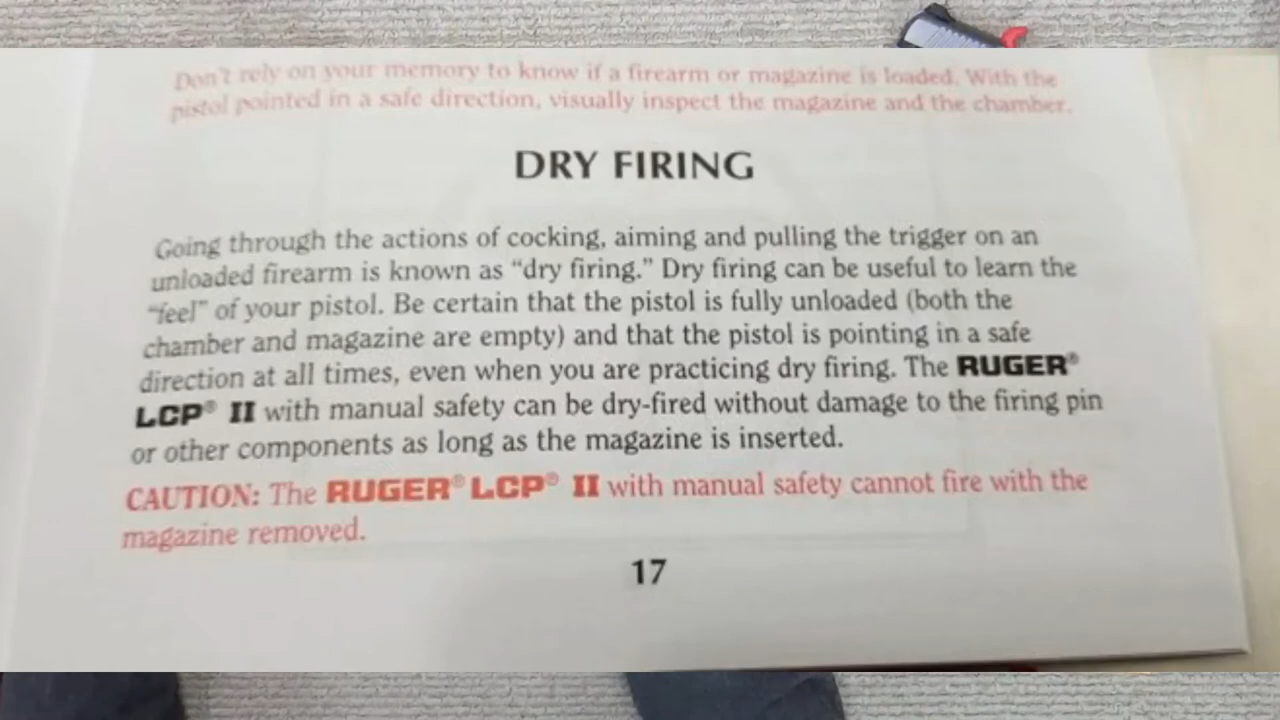 Don't rely on your memory to know if a firearm or magazine is loaded. With the
pistol pointed in a safe direction, visually inspect the magazine and the chamber.
DRY FIRING
Going through the actions of cocking, aiming and pulling the trigger on an
unloaded firearm is known as “dry firing.” Dry firing can be useful to learn the
“feel” of your pistol. Be certain that the pistol is fully unloaded (both the
chamber and magazine are empty) and that the pistol is pointing in a safe
direction at all times, even when you are practicing dry firing. The RUGER®
LCP® II with manual safety can be dry-fired without damage to the firing pin
or other components as long as the magazine is inserted.
CAUTION: The RUGER® LCP® II with manual safety cannot fire with the
magazine removed.
17